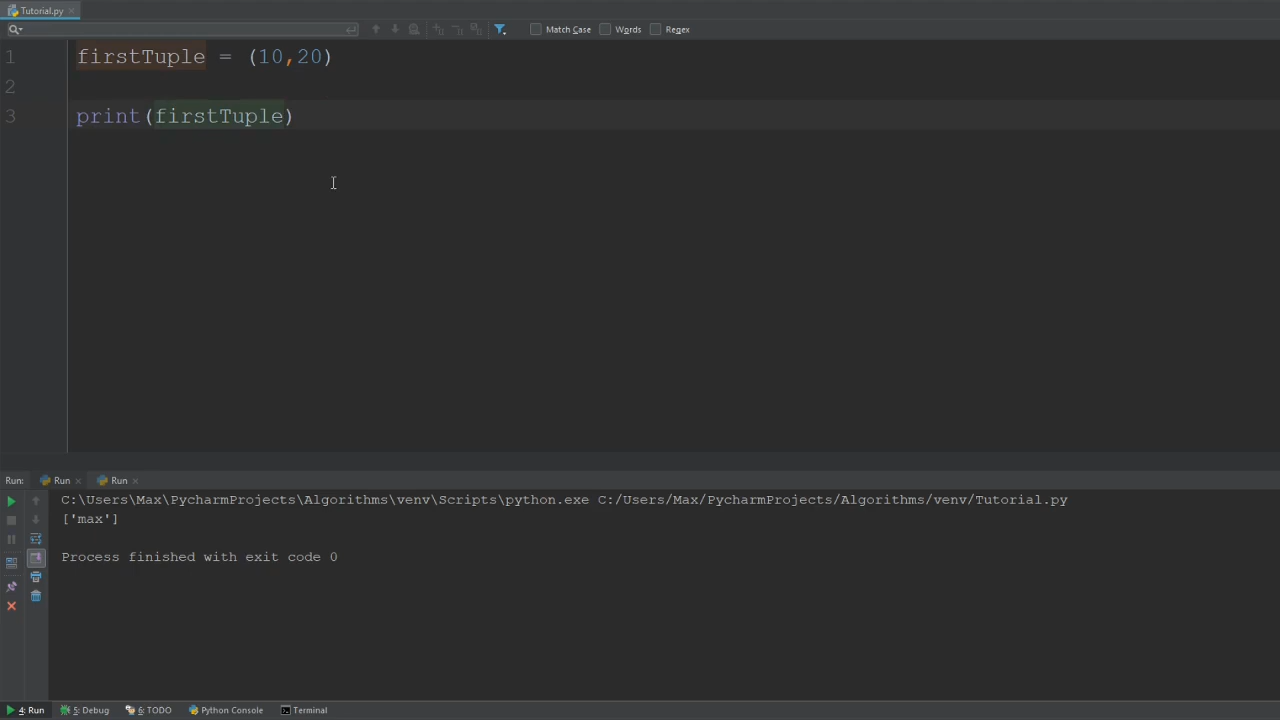 Tutorial.py
Match Case Words Regex
1 firstTuple = (10,20)
2
3 print(firstTuple)
Run: Run Run
C:\Users\Max\PycharmProjects\Algorithms\venv\Scripts\python.exe C:/Users/Max/PycharmProjects/Algorithms/venv/Tutorial.py
['max']
Process finished with exit code 0
4: Run 5: Debug 6: TODO Python Console Terminal